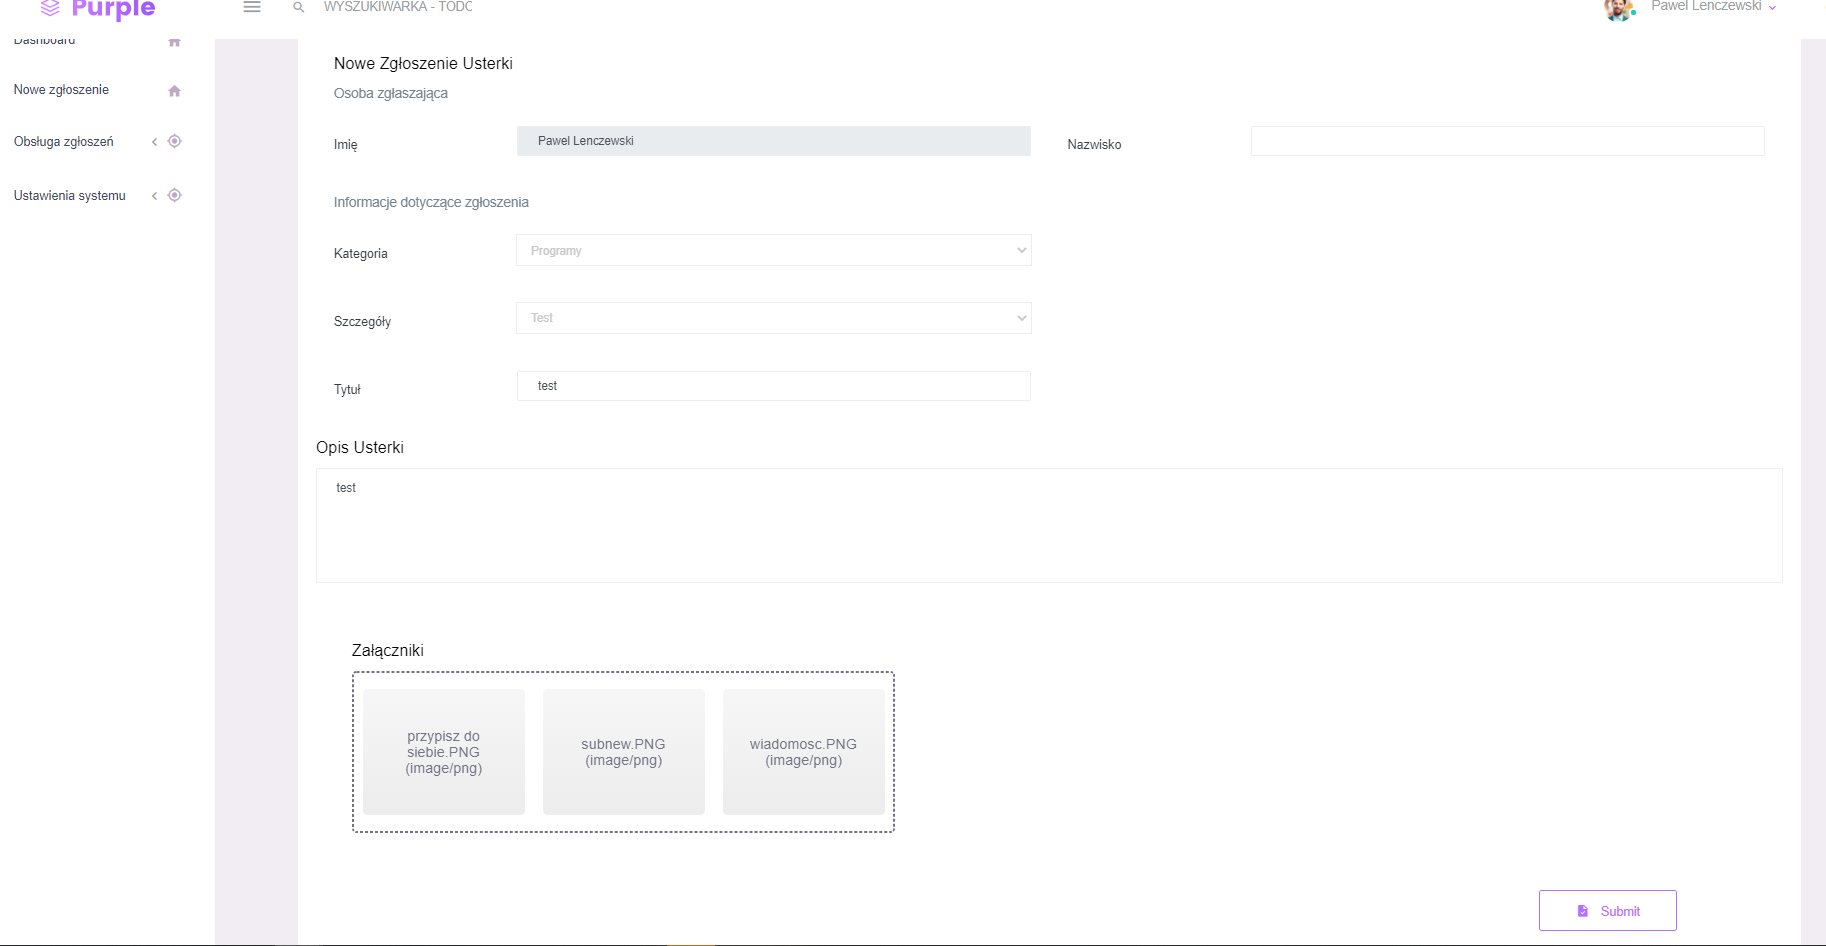 Purple
WYSZUKIWARKA - TODO
Pawel Lenczewski
Dashboard
Nowe zgłoszenie
Obsługa zgłoszeń
Ustawienia systemu
Nowe Zgłoszenie Usterki
Osoba zgłaszająca
Imię
Pawel Lenczewski
Nazwisko
Informacje dotyczące zgłoszenia
Kategoria
Programy
Szczegóły
Test
Tytuł
test
Opis Usterki
test
Załączniki
przypisz do
siebie.PNG
(image/png)
subnew.PNG
(image/png)
wiadomosc.PNG
(image/png)
Submit